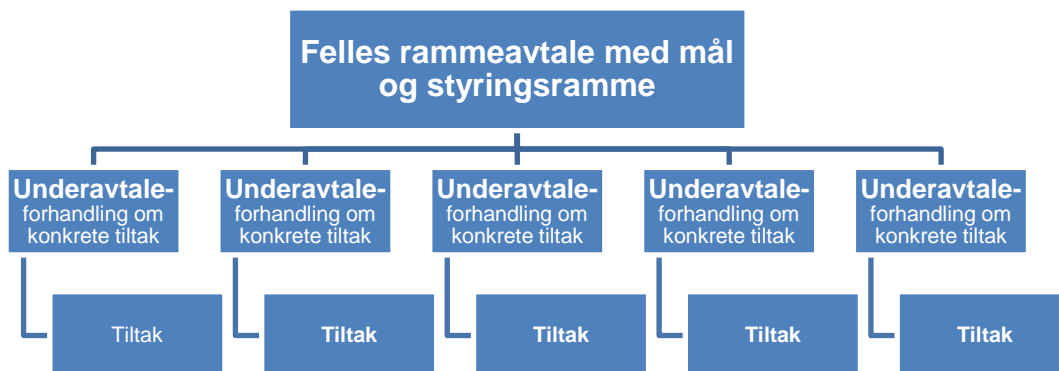 Felles rammeavtale med mål
og styringsramme
Underavtale-
forhandling om
konkrete tiltak
Underavtale-
forhandling om
konkrete tiltak
Underavtale-
forhandling om
konkrete tiltak
Underavtale-
forhandling om
konkrete tiltak
Underavtale-
forhandling om
konkrete tiltak
Tiltak
Tiltak
Tiltak
Tiltak
Tiltak